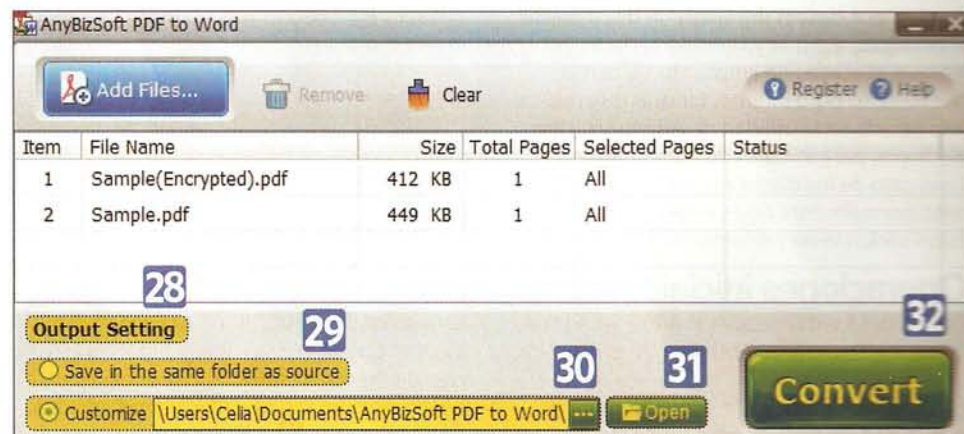 AnyBizSoft PDF to Word
Add Files... Remove Clear Register Help
Item File Name Size Total Pages Selected Pages Status
1 Sample(Encrypted).pdf 412 KB 1 All
2 Sample.pdf 449 KB 1 All
28
Output Setting
29
32
Save in the same folder as source
30 31
Customize \Users\Celia\Documents\AnyBizSoft PDF to Word\ ... Open
Convert